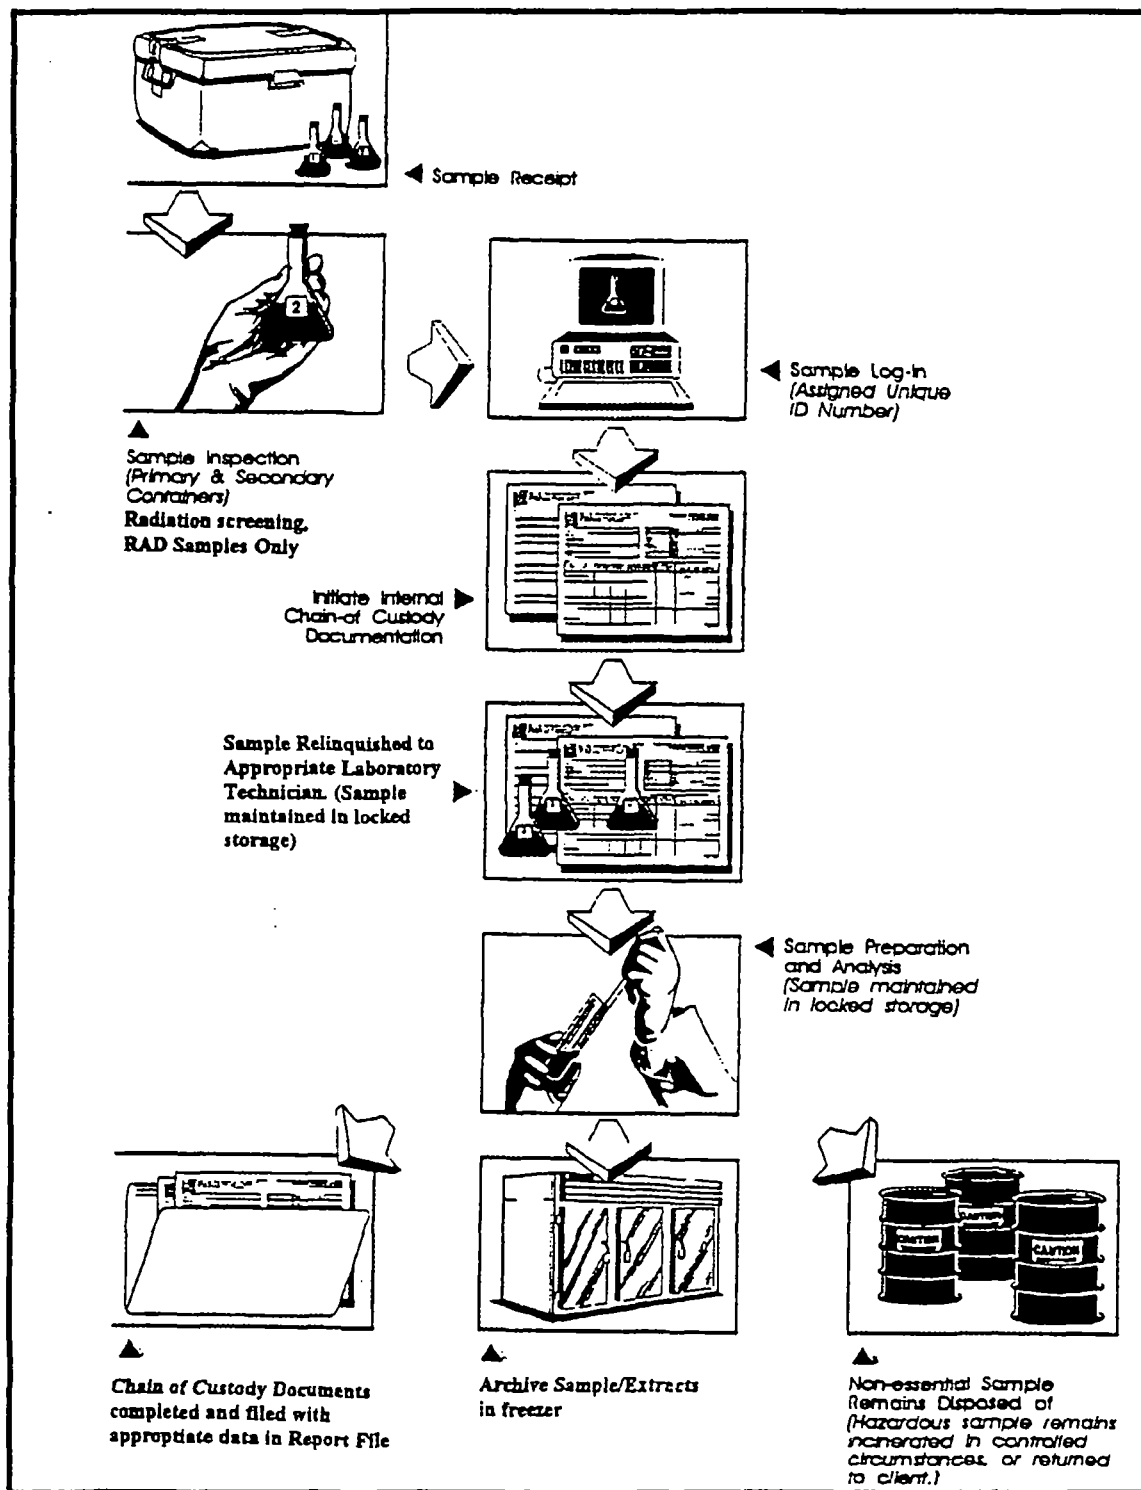 Sample Receipt
2
Sample Log-In
(Assigned Unique
ID Number)
Sample Inspection
(Primary & Secondary
Containers)
Radiation screening,
RAD Samples Only
Initiate Internal
Chain-of Custody
Documentation
Sample Relinquished to
Appropriate Laboratory
Technician. (Sample
maintained in locked
storage)
Sample Preparation
and Analysis
(Sample maintained
in locked storage)
CAUTION
CAUTION
CAUTION
Chain of Custody Documents
completed and filed with
appropriate data in Report File
Archive Sample/Extracts
in freezer
Non-essential Sample
Remains Disposed of
(Hazardous sample remains
incinerated in controlled
circumstances, or returned
to client.)